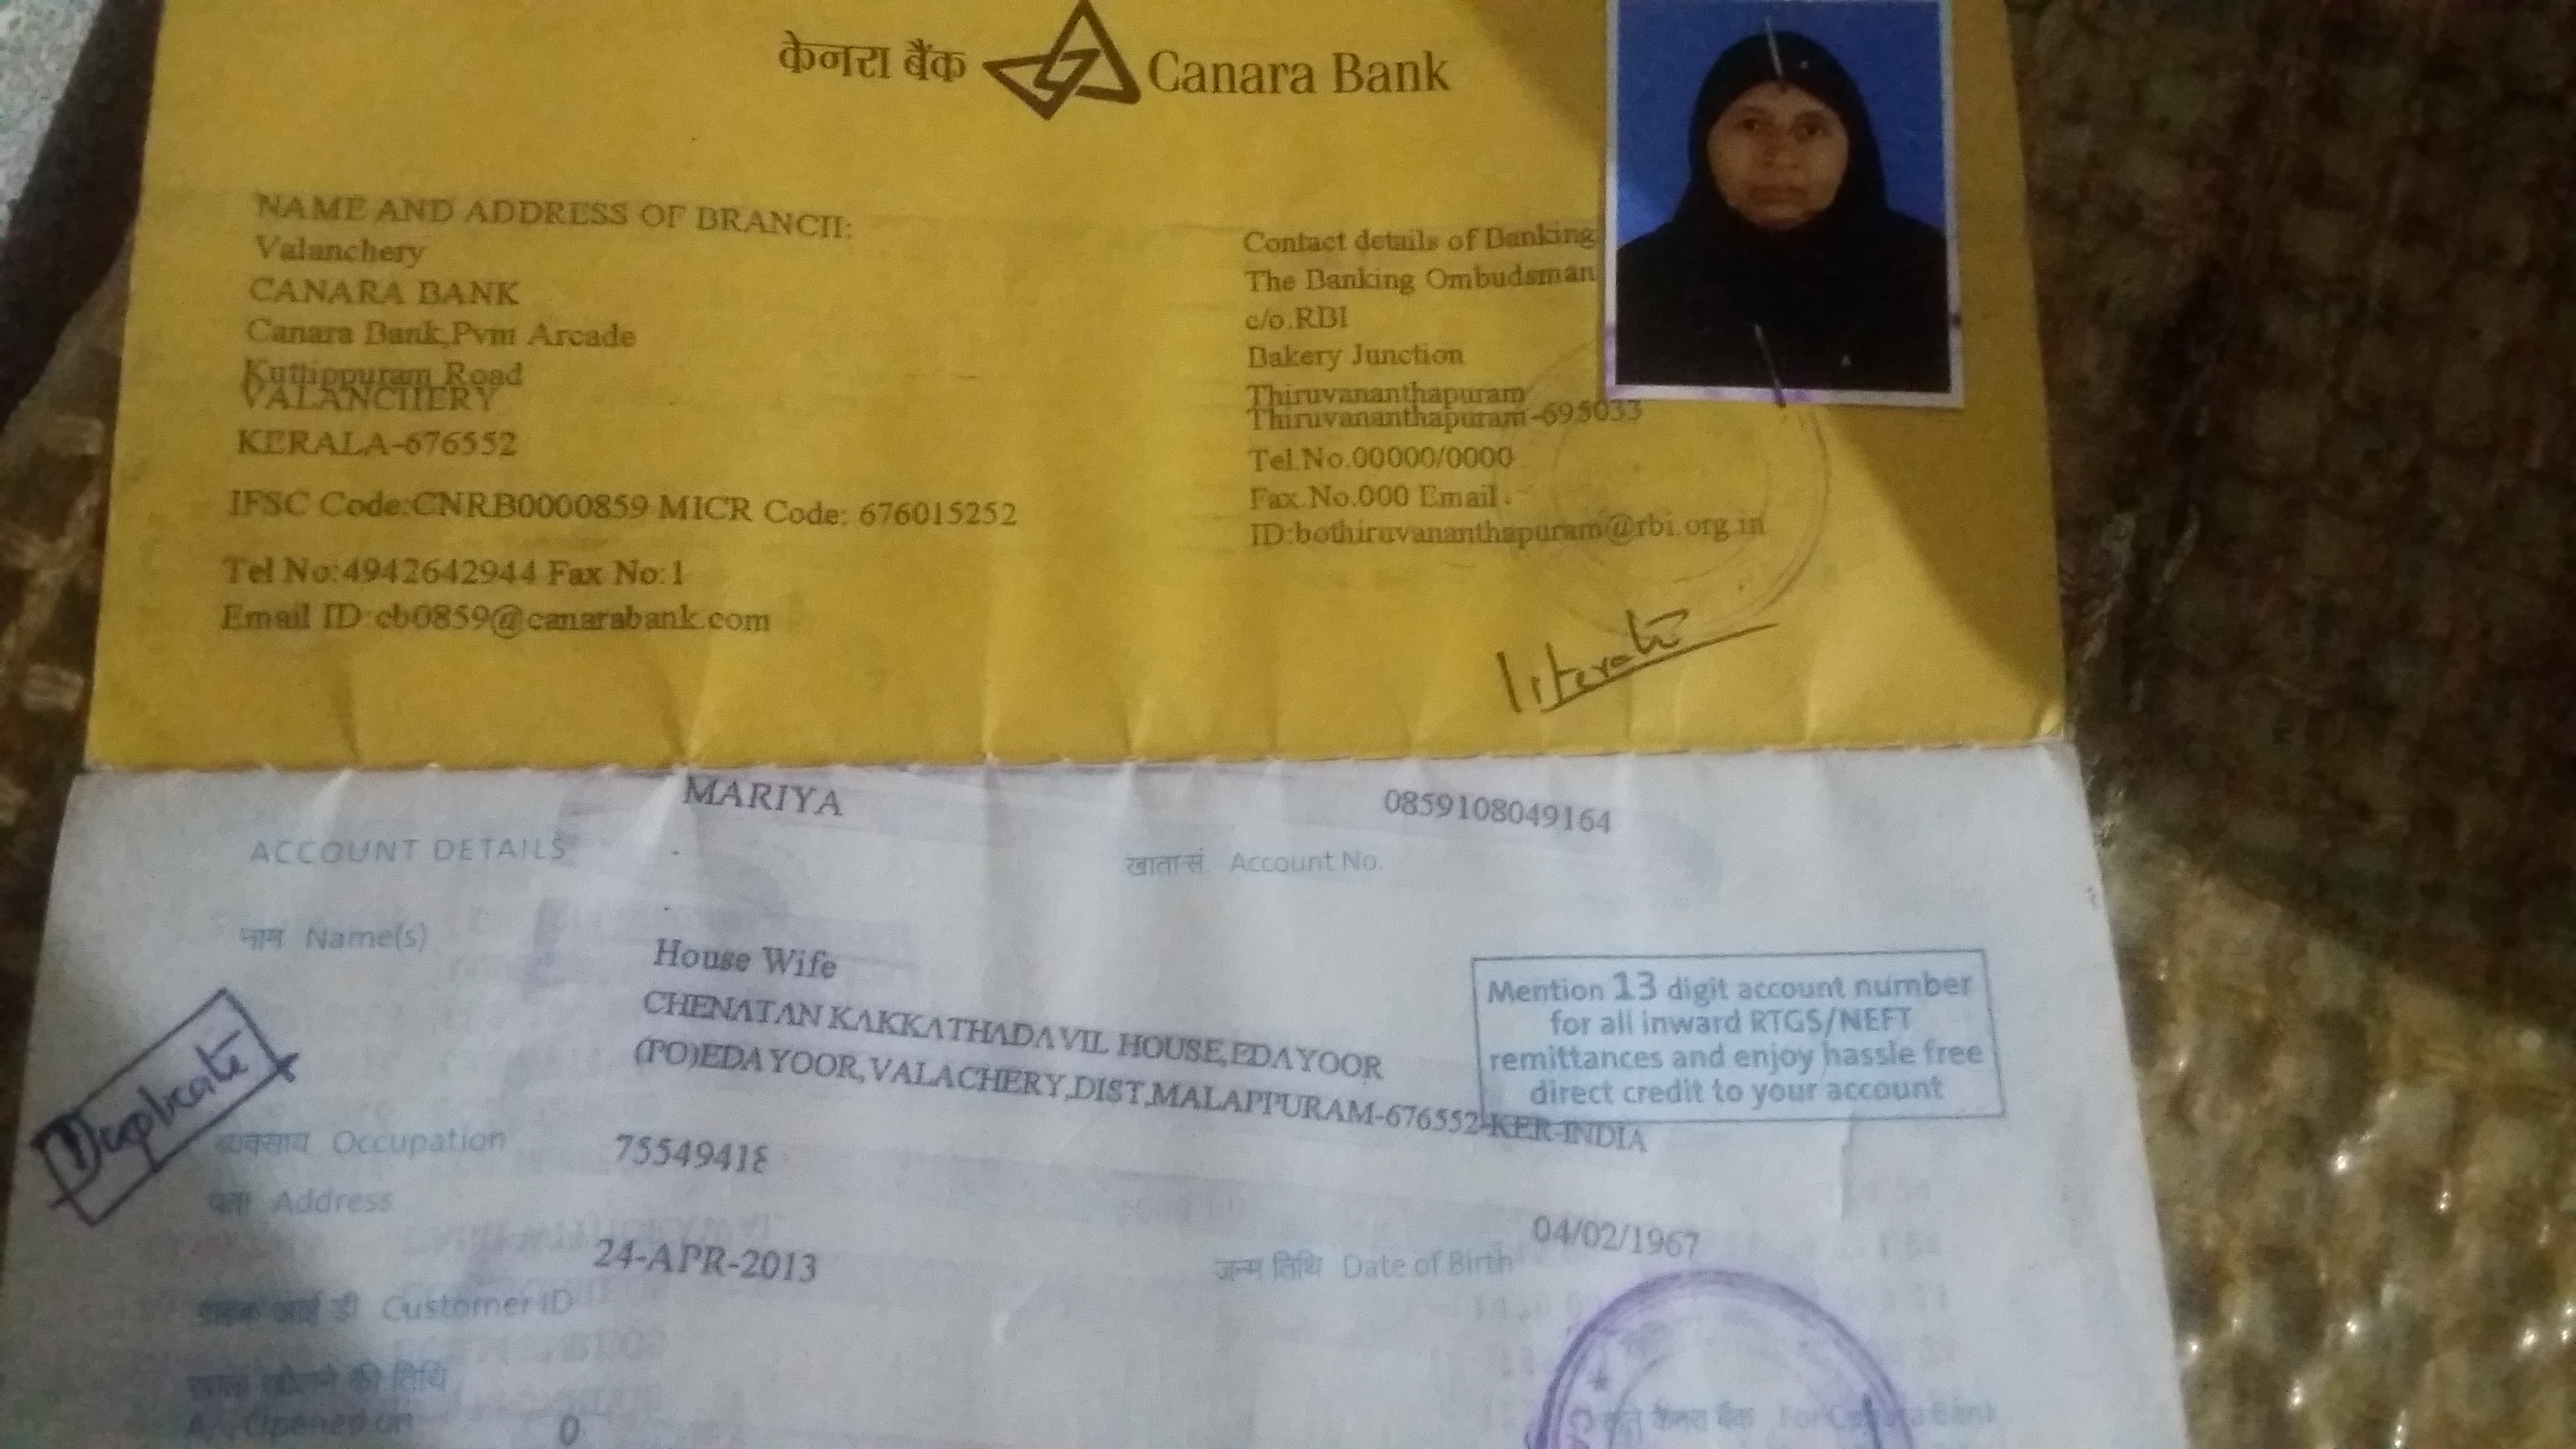 केनरा बैंक Canara Bank
NAME AND ADDRESS OF BRANCH:
Valanchery
CANARA BANK
Canara Bank,Pvm Arcade
Kuttippuram Road
VALANCHERY
KERALA-676552
IFSC Code:CNRB0000859 MICR Code: 676015252
Tel No:4942642944 Fax No:1
Email ID: cb0859@canarabank.com
Contact details of Banking
The Banking Ombudsman
c/o.RBI
Bakery Junction
Thiruvananthapuram
Thiruvananthapuram-695033
Tel.No.00000/0000
Fax.No.000 Email
ID:bothiruvananthapuram@rbi.org.in
MARIYA
0859108049164
ACCOUNT DETAILS
खाता सं. Account No.
नाम Name(s)
House Wife
Mention 13 digit account number
for all inward RTGS/NEFT
remittances and enjoy hassle free
direct credit to your account
CHENATAN KAKKATHADAVIL HOUSE,EDAYOOR
(PO)EDAYOOR,VALACHERY,DIST.MALAPPURAM-676552-KER-INDIA
Duplicate
व्यवसाय Occupation
7554941
पता Address
24-APR-2013
04/02/1967
जन्म तिथि Date of Birth
ग्राहक आई डी Customer ID
खाता खोलने की तिथि
A/c Opened on
0
कृते केनरा बैंक For Canara Bank